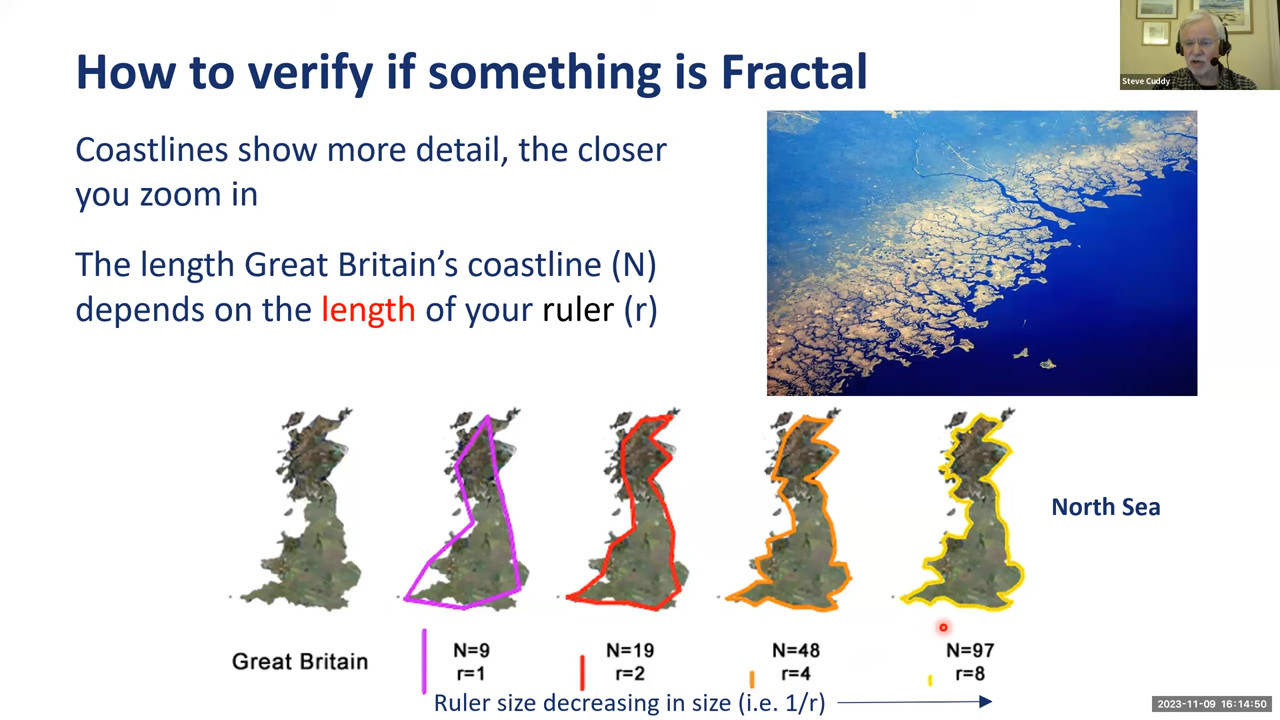 How to verify if something is Fractal
Steve Cuddy
Coastlines show more detail, the closer
you zoom in
The length Great Britain’s coastline (N)
depends on the length of your ruler (r)
North Sea
Great Britain
N=9
r=1
N=19
r=2
N=48
r=4
N=97
r=8
Ruler size decreasing in size (i.e. 1/r)
2023-11-09 16:14:50